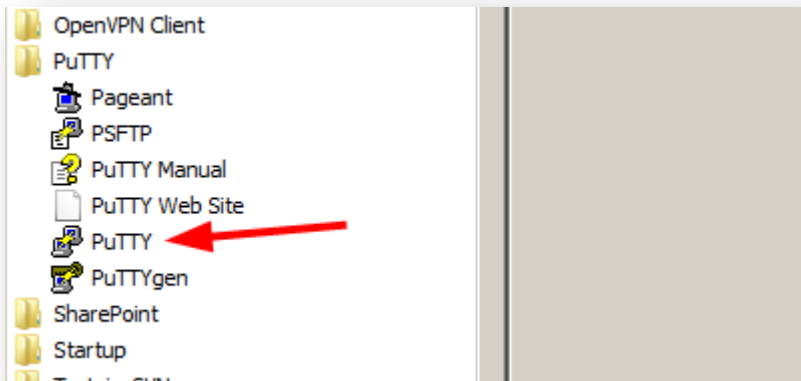 OpenVPN Client
PuTTY
Pageant
PSFTP
PuTTY Manual
PuTTY Web Site
PuTTY
PuTTYgen
SharePoint
Startup